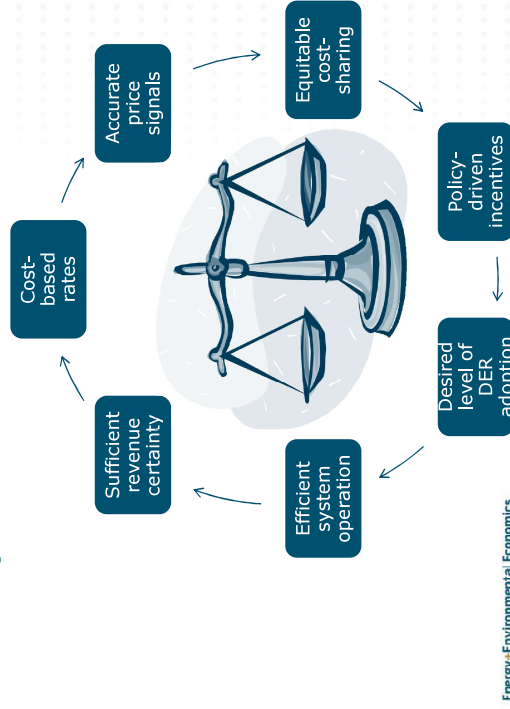 Cost-
based
rates
Accurate
price
signals
Equitable
cost-
sharing
Policy-
driven
incentives
Desired
level of
DER
adoption
Efficient
system
operation
Sufficient
revenue
certainty
Energy+Environmental Economics